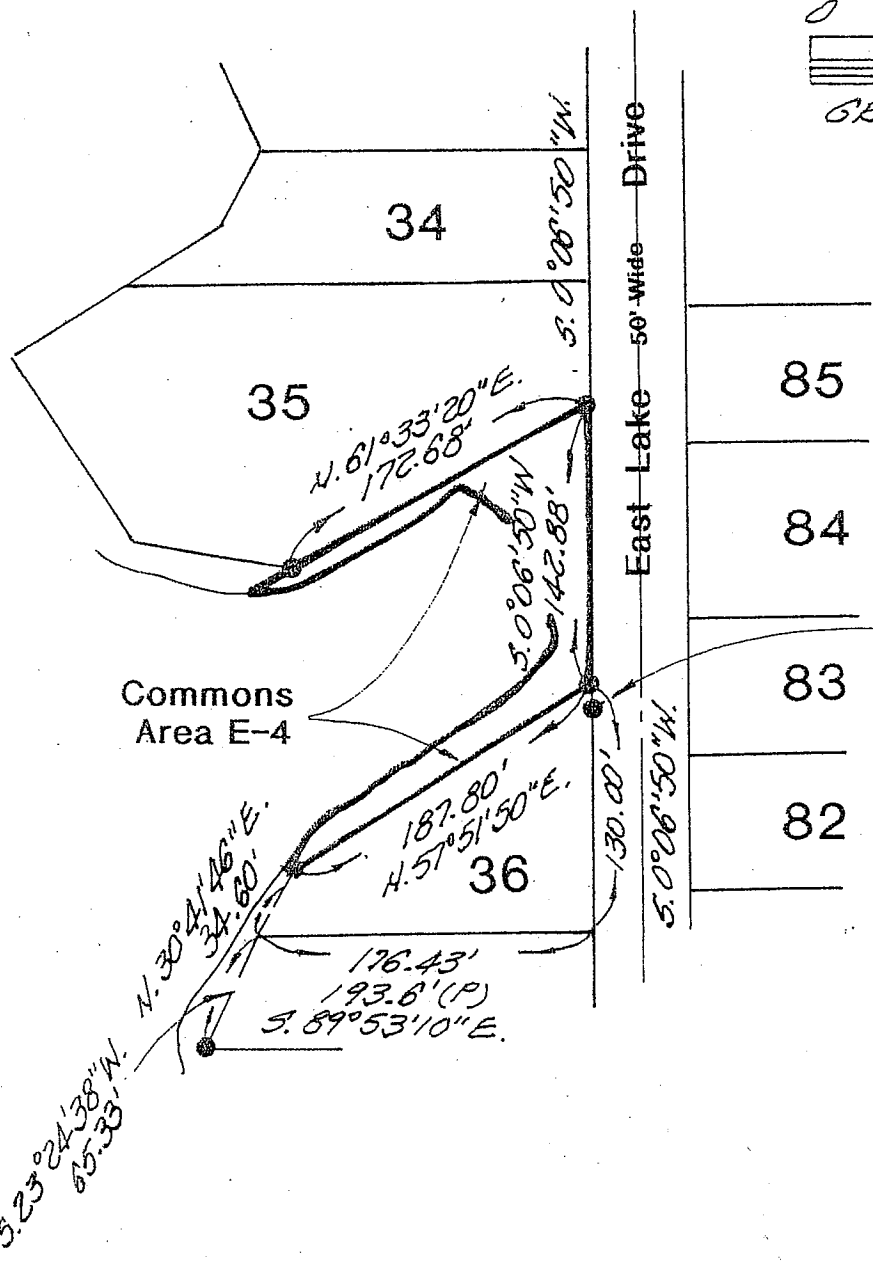 34
S. 0°06'50"W.
East Lake 50' Wide Drive
35
N. 61°33'20"E.
172.68'
85
84
S. 0°06'50"W
142.88'
Commons
Area E-4
83
82
187.80'
N. 57°51'50"E.
36
130.00'
S. 0°06'50"W.
N. 30°41'46"E.
34.60'
176.43'
193.6'(P)
S. 89°53'10"E.
S. 23°24'38"W.
65.33'